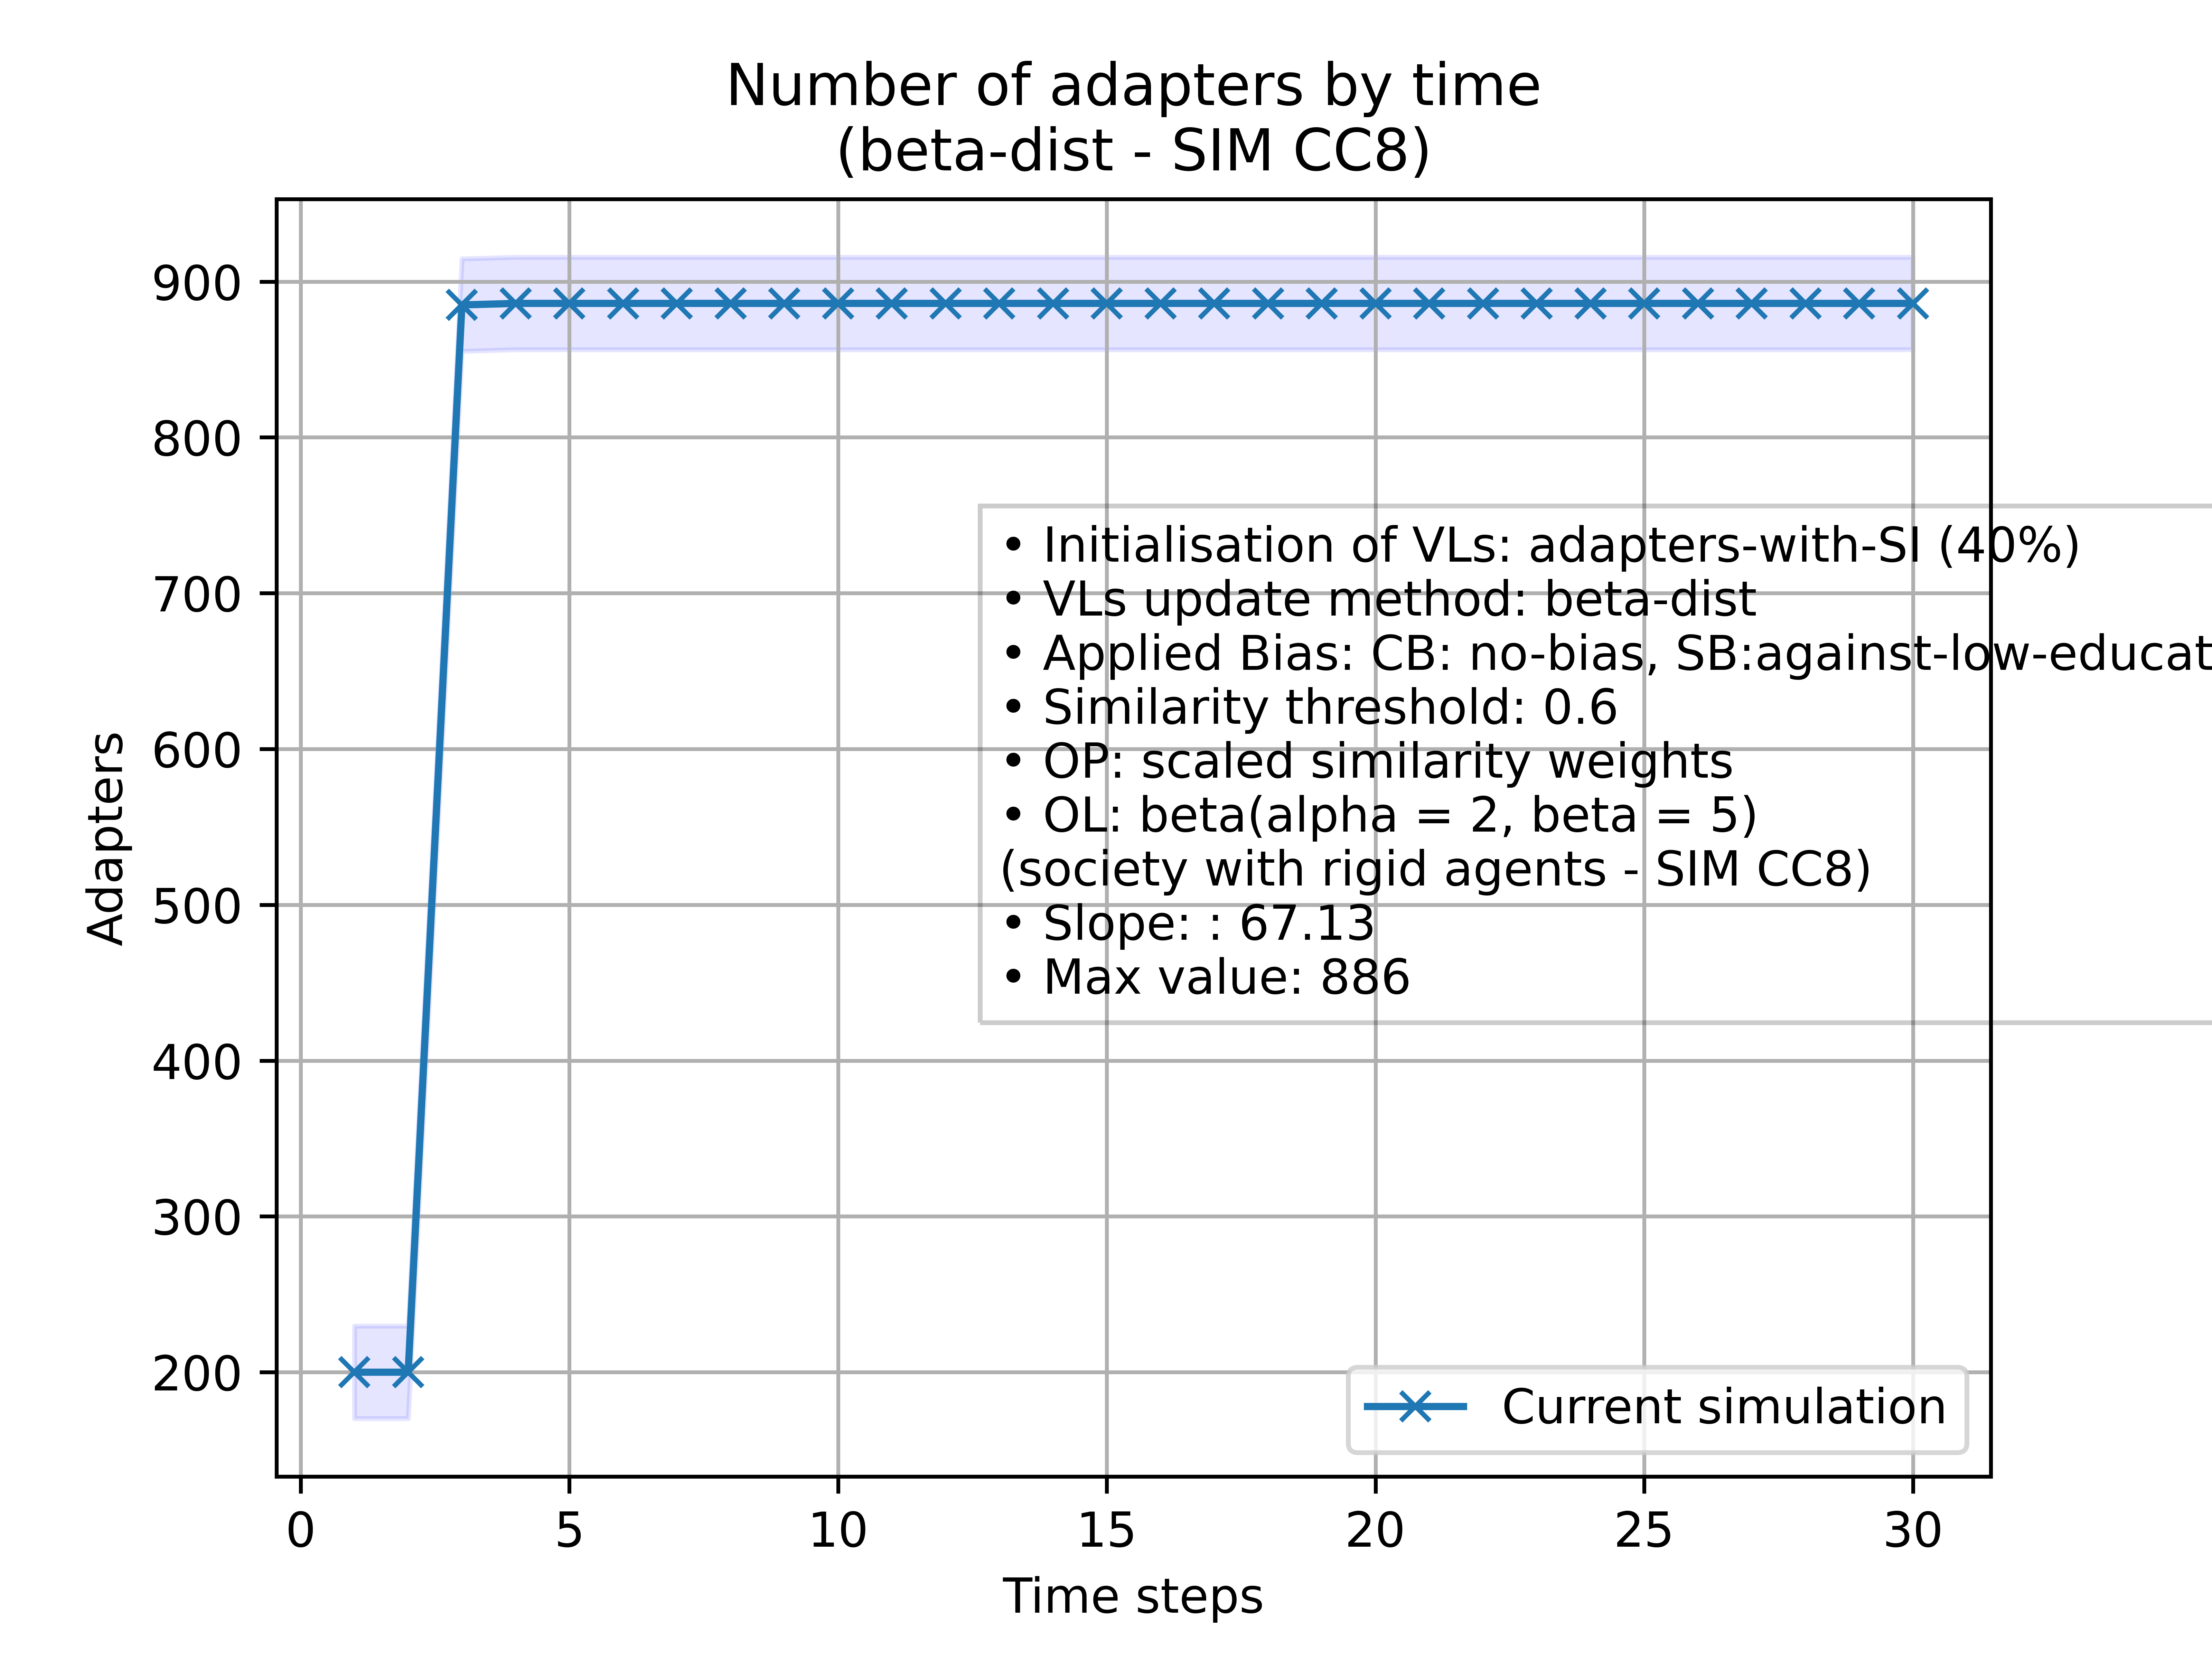 Number of adapters by time
(beta-dist - SIM CC8)
900
800
700
600
500
400
300
200
Adapters
• Initialisation of VLs: adapters-with-SI (40%)
• VLs update method: beta-dist
• Applied Bias: CB: no-bias, SB:against-low-educat
• Similarity threshold: 0.6
• OP: scaled similarity weights
• OL: beta(alpha = 2, beta = 5)
(society with rigid agents - SIM CC8)
• Slope: : 67.13
• Max value: 886
Current simulation
0 5 10 15 20 25 30
Time steps